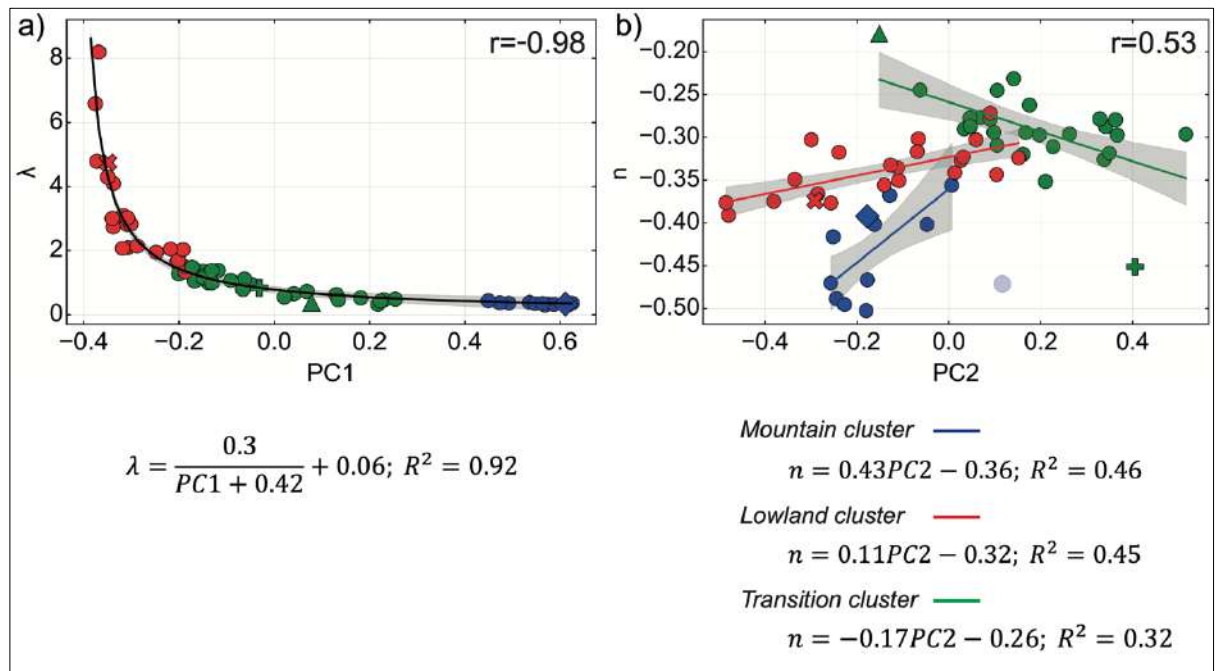 a)
r=-0.98
8
6
4
2
0
λ
−0.4 −0.2 0.0 0.2 0.4 0.6
PC1
b)
r=0.53
−0.20
−0.25
−0.30
−0.35
−0.40
−0.45
−0.50
n
−0.4 −0.2 0.0 0.2 0.4
PC2
λ = 0.3 / (PC1 + 0.42) + 0.06; R² = 0.92
Mountain cluster
n = 0.43PC2 − 0.36; R² = 0.46
Lowland cluster
n = 0.11PC2 − 0.32; R² = 0.45
Transition cluster
n = −0.17PC2 − 0.26; R² = 0.32